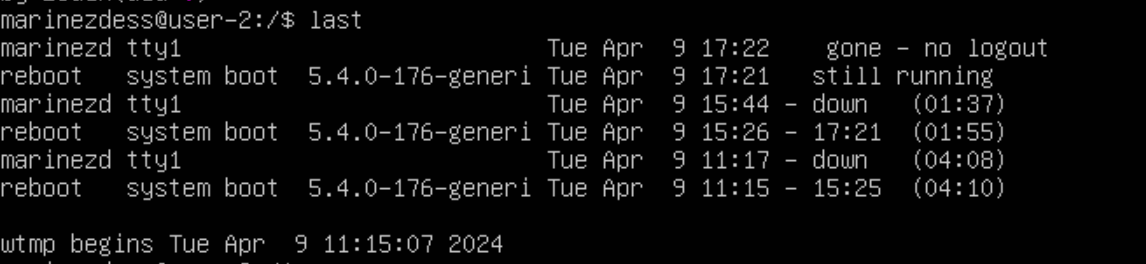 marinezdess@user-2:/$ last
marinezd tty1                         Tue Apr  9 17:22    gone - no logout
reboot   system boot  5.4.0-176-generi Tue Apr  9 17:21   still running
marinezd tty1                         Tue Apr  9 15:44 - down   (01:37)
reboot   system boot  5.4.0-176-generi Tue Apr  9 15:26 - 17:21  (01:55)
marinezd tty1                         Tue Apr  9 11:17 - down   (04:08)
reboot   system boot  5.4.0-176-generi Tue Apr  9 11:15 - 15:25  (04:10)
wtmp begins Tue Apr  9 11:15:07 2024